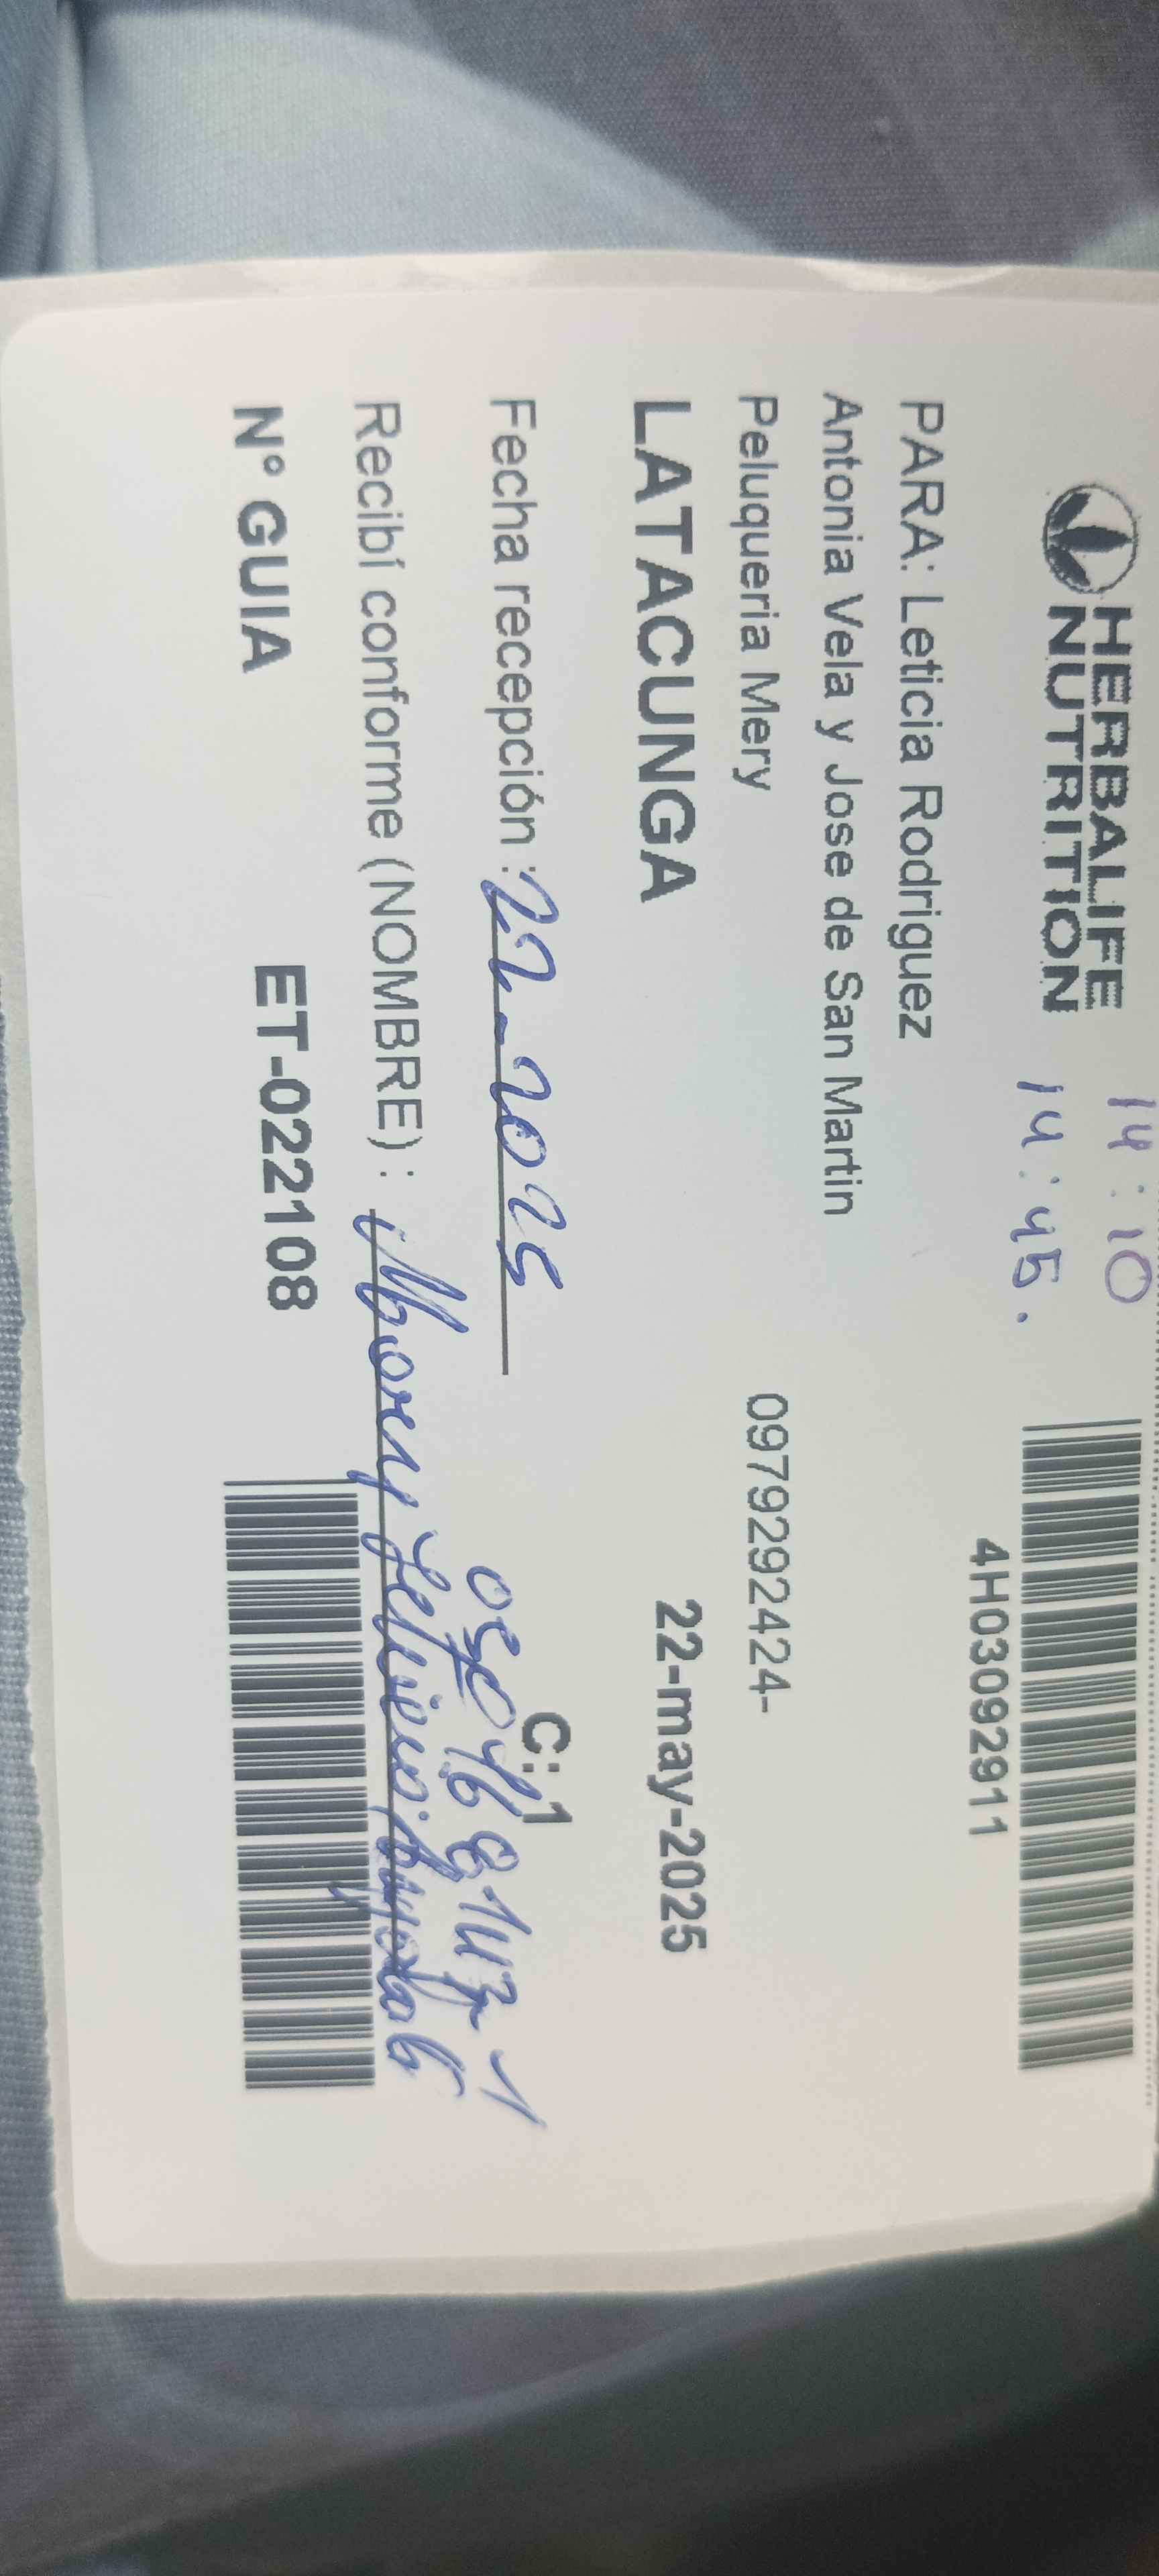 14:10
HERBALIFE
NUTRITION
14:45.
4H03092911
PARA: Leticia Rodriguez
Antonia Vela y Jose de San Martin
Peluqueria Mery
0979292424-
LATACUNGA
22-may-2025
Fecha recepción : 22-2025
C: 1
Recibí conforme (NOMBRE) :
N° GUIA
ET-022108